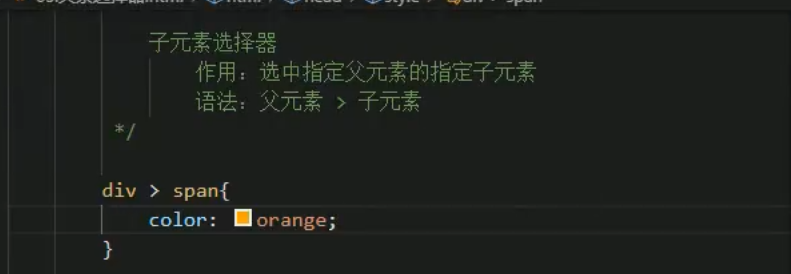 子元素选择器
作用：选中指定父元素的指定子元素
语法：父元素 > 子元素
*/
div > span{
color: orange;
}